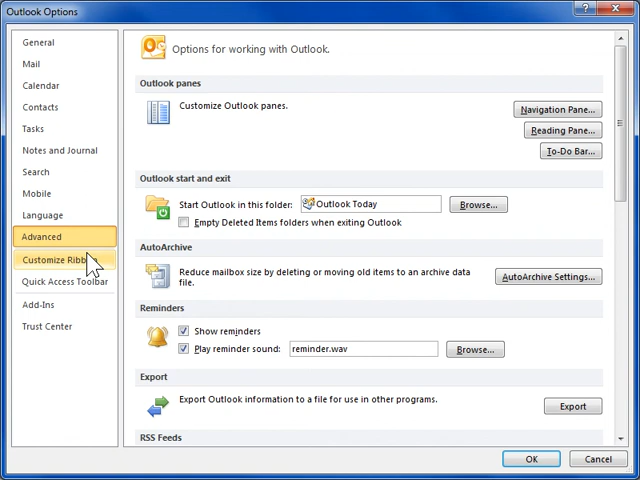 Outlook Options
General
Mail
Calendar
Contacts
Tasks
Notes and Journal
Search
Mobile
Language
Advanced
Customize Ribb
Quick Access Toolbar
Add-Ins
Trust Center
Options for working with Outlook.
Outlook panes
Customize Outlook panes.
Navigation Pane...
Reading Pane...
To-Do Bar...
Outlook start and exit
Start Outlook in this folder: Outlook Today Browse...
Empty Deleted Items folders when exiting Outlook
AutoArchive
Reduce mailbox size by deleting or moving old items to an archive data
file.
AutoArchive Settings...
Reminders
Show reminders
Play reminder sound: reminder.wav Browse...
Export
Export Outlook information to a file for use in other programs.
Export
RSS Feeds
OK Cancel